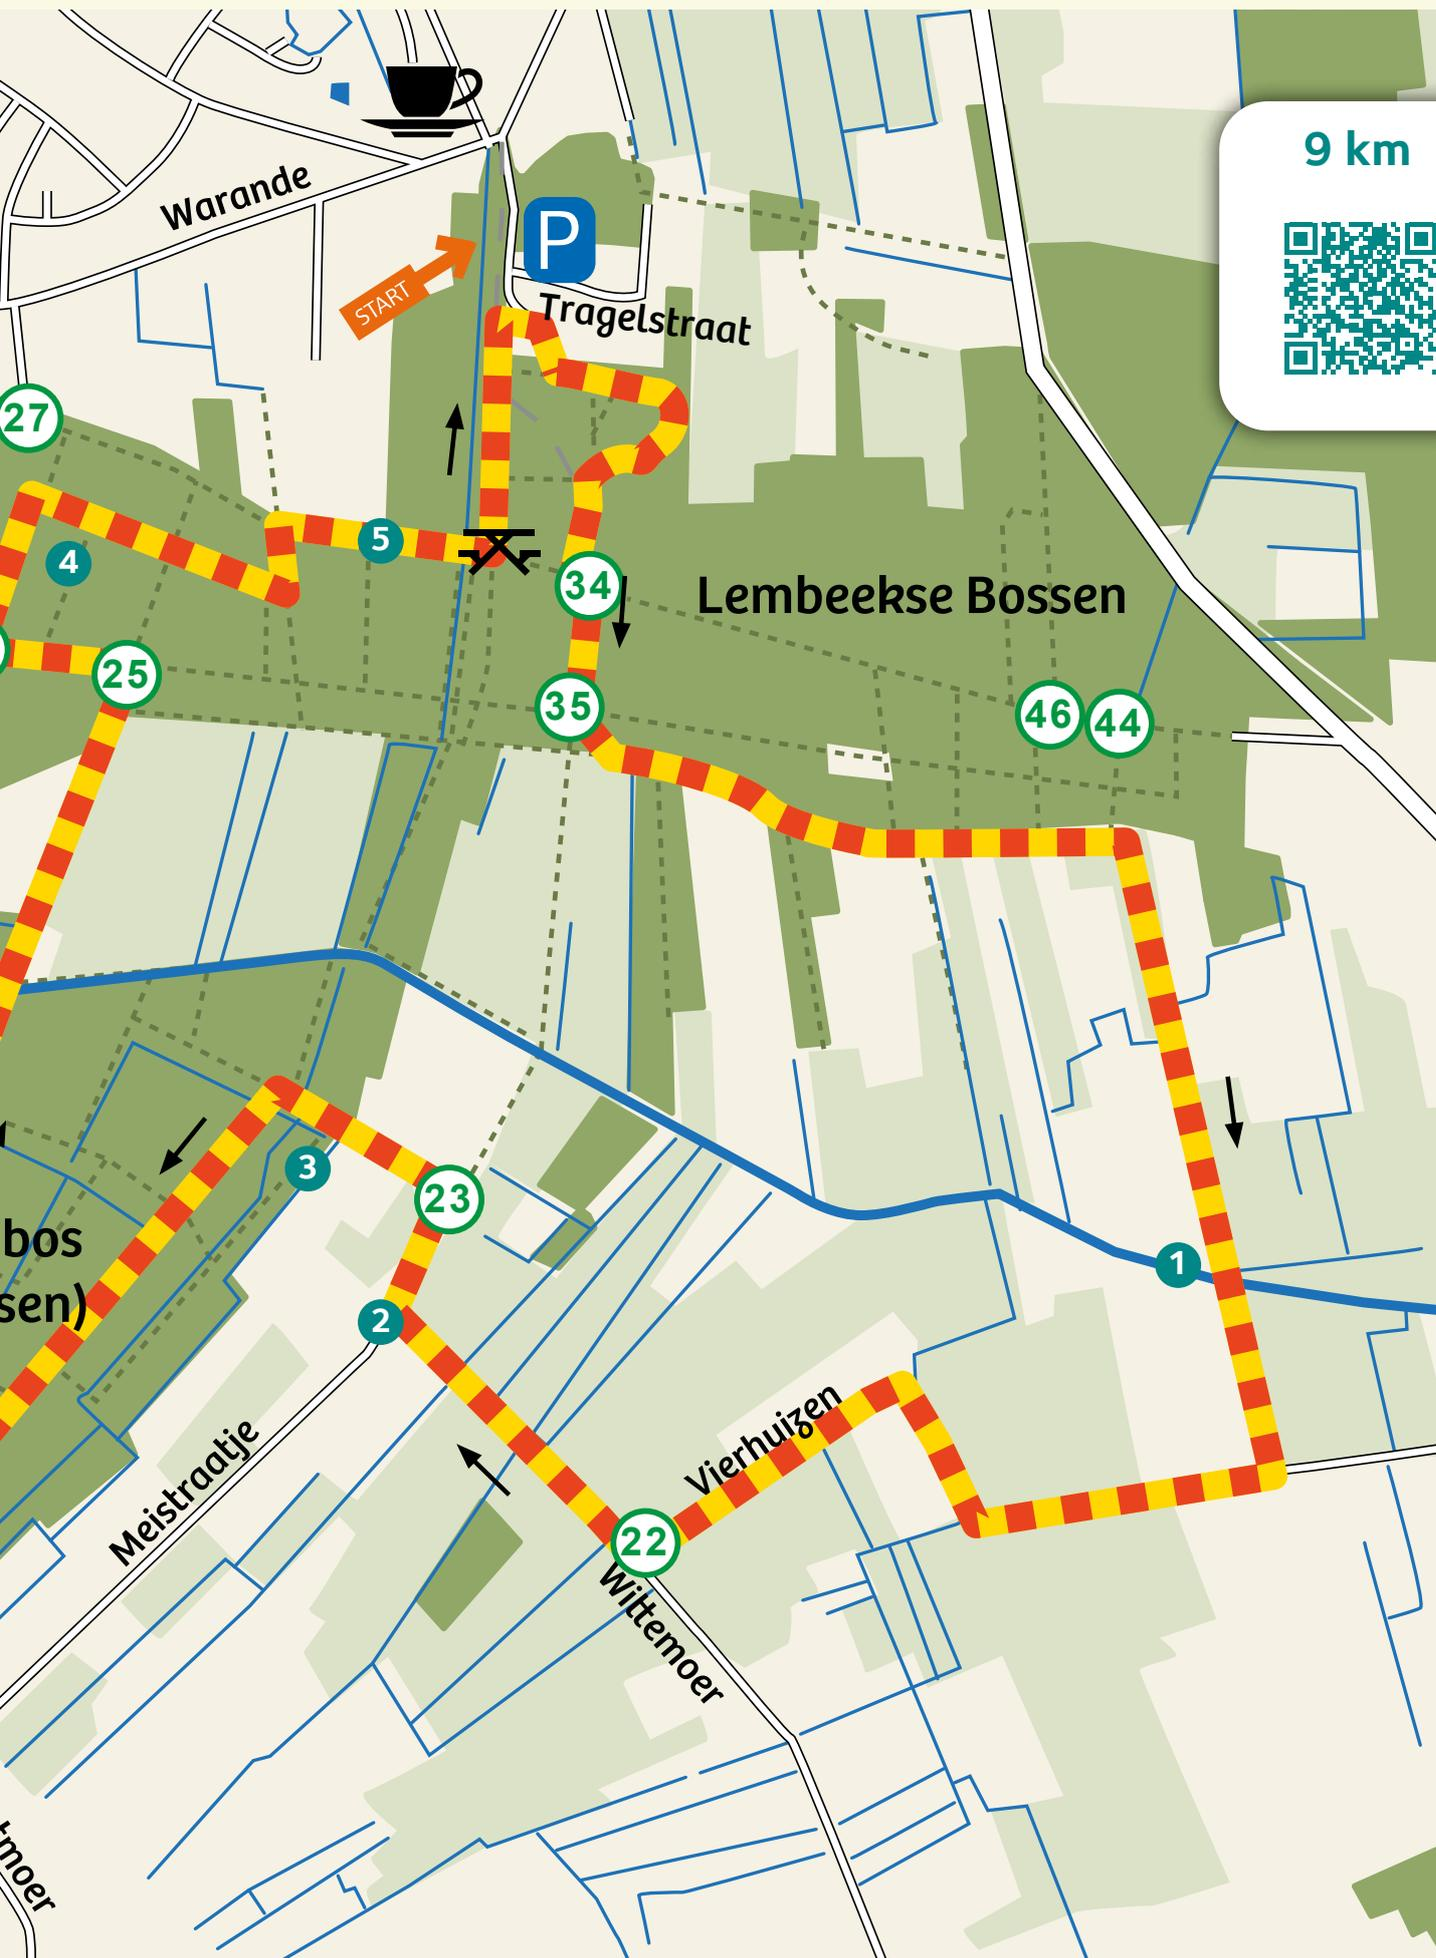 9 km
Warande
P
START
Tragelstraat
27
5
4
34
Lembeekse Bossen
25
35
46
44
3
23
bos
sen)
1
2
Vierhuizen
Meistraatje
22
Wittemoer
tmoer